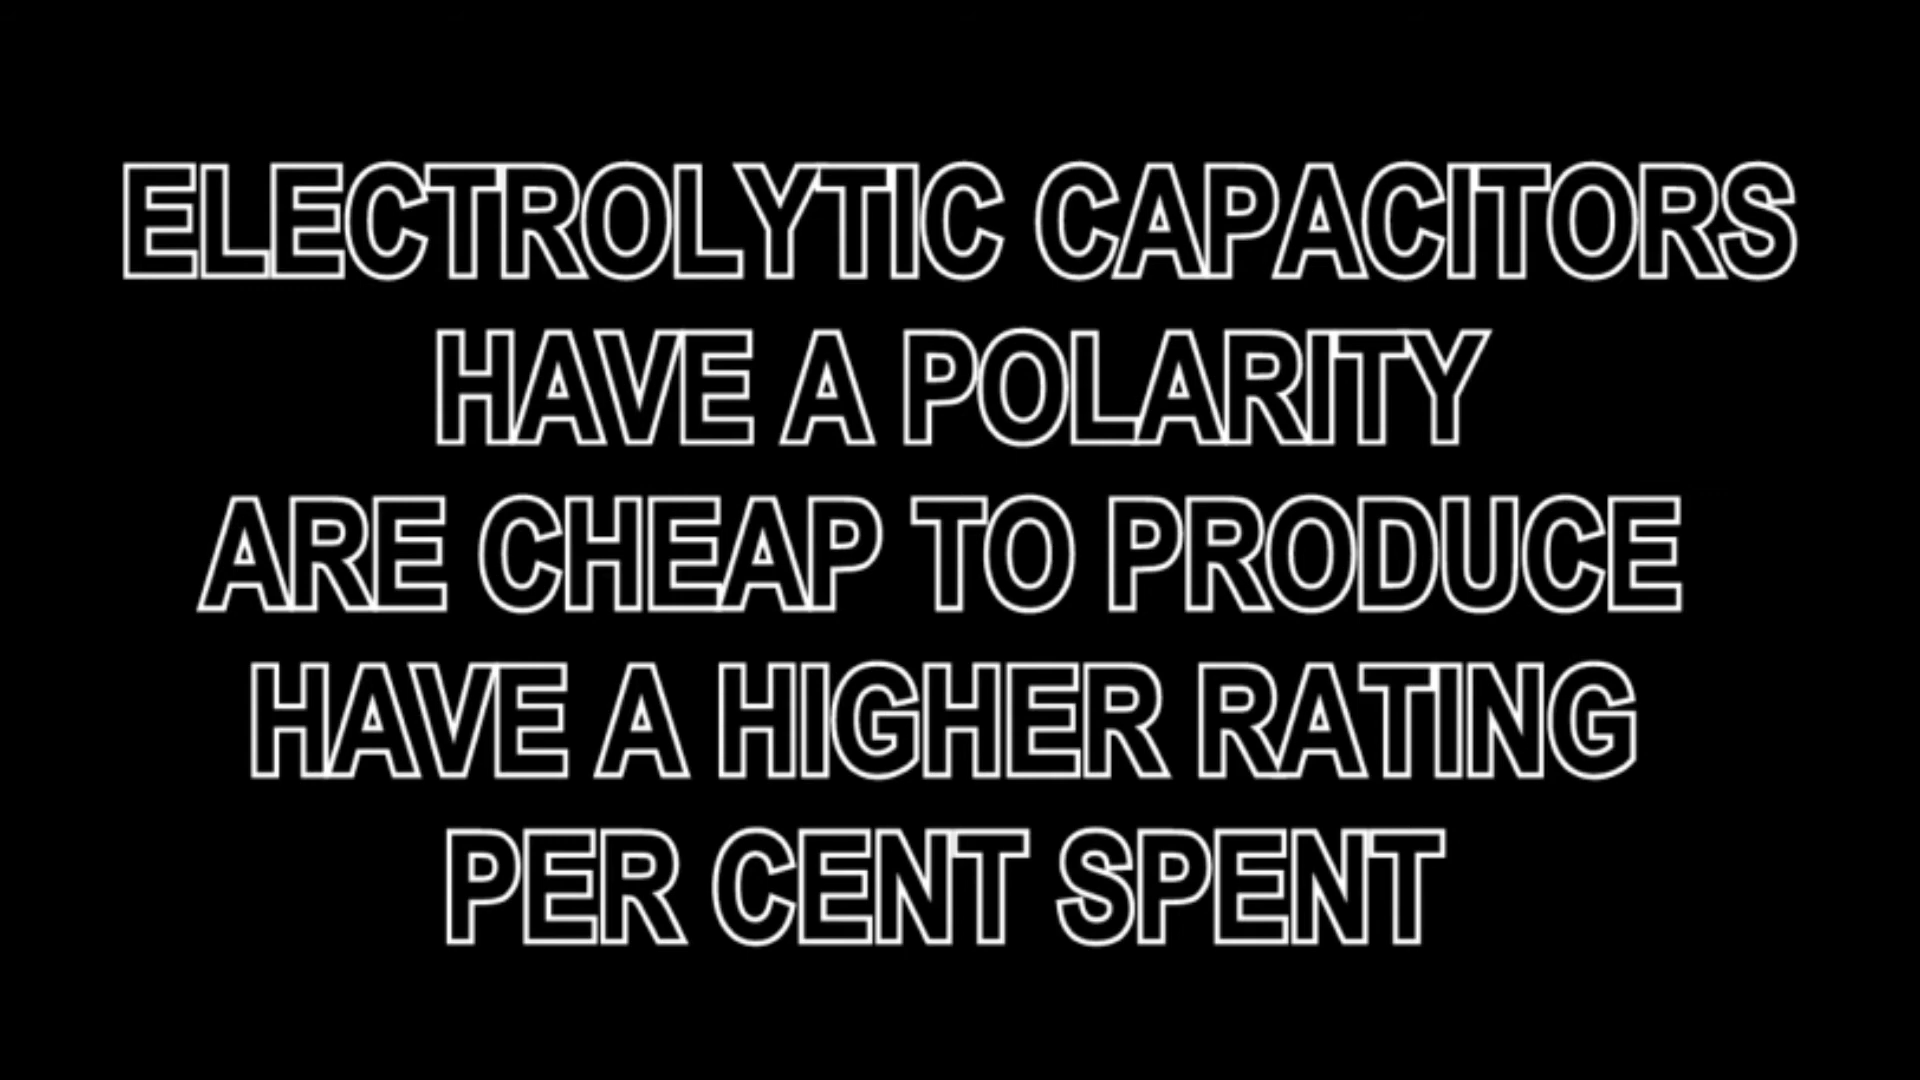 ELECTROLYTIC CAPACITORS
HAVE A POLARITY
ARE CHEAP TO PRODUCE
HAVE A HIGHER RATING
PER CENT SPENT